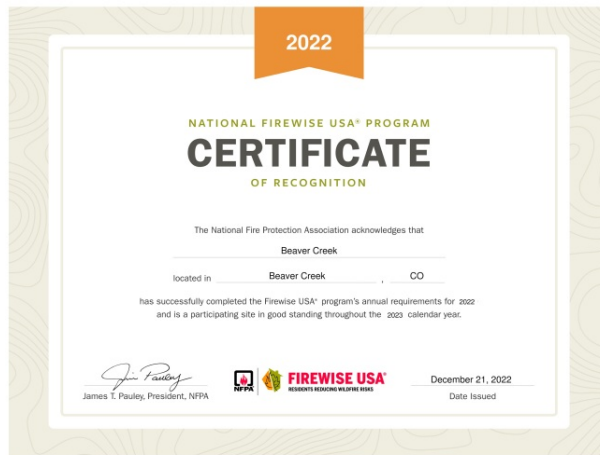 2022
NATIONAL FIREWISE USA® PROGRAM
CERTIFICATE
OF RECOGNITION
The National Fire Protection Association acknowledges that
Beaver Creek
located in Beaver Creek , CO
has successfully completed the Firewise USA® program's annual requirements for 2022
and is a participating site in good standing throughout the 2023 calendar year.
Jim Pauley
James T. Pauley, President, NFPA
NFPA
FIREWISE USA®
RESIDENTS REDUCING WILDFIRE RISKS
December 21, 2022
Date Issued